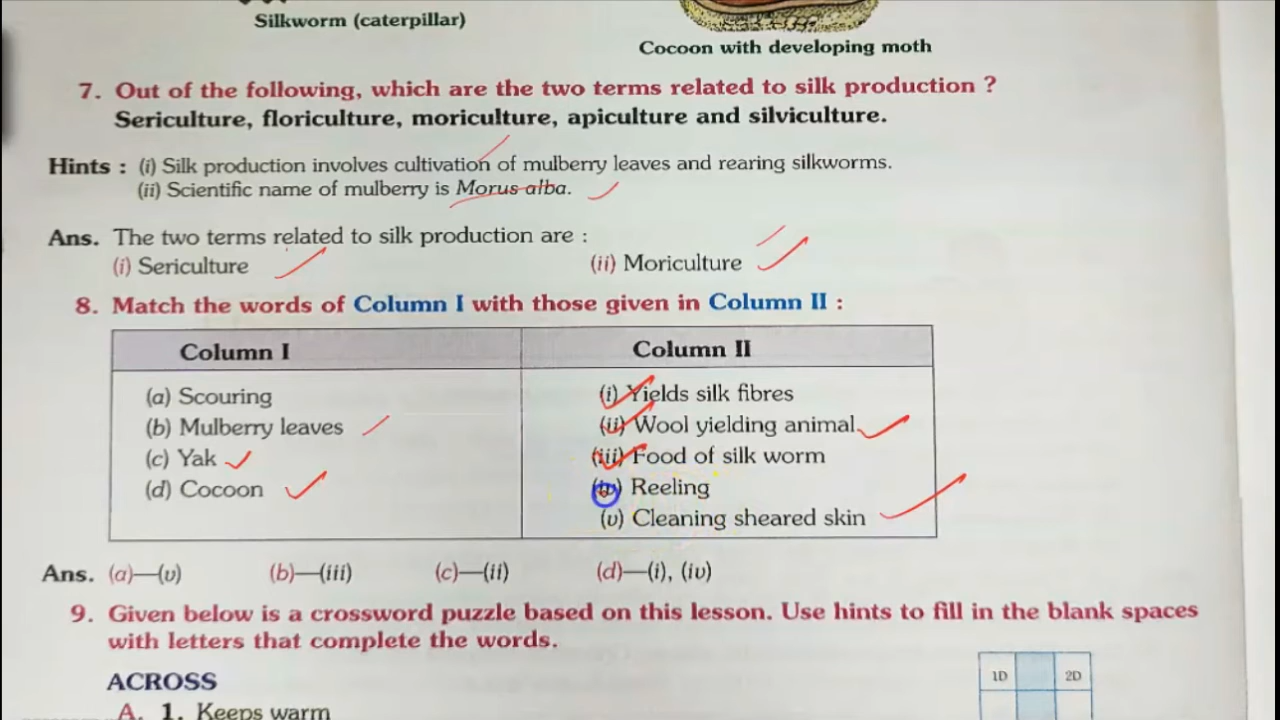 Silkworm (caterpillar)
Cocoon with developing moth
7. Out of the following, which are the two terms related to silk production ?
Sericulture, floriculture, moriculture, apiculture and silviculture.
Hints : (i) Silk production involves cultivation of mulberry leaves and rearing silkworms.
(ii) Scientific name of mulberry is Morus alba.
Ans. The two terms related to silk production are :
(i) Sericulture (ii) Moriculture
8. Match the words of Column I with those given in Column II :
Column I Column II
(a) Scouring (i) Yields silk fibres
(b) Mulberry leaves (ii) Wool yielding animal
(c) Yak (iii) Food of silk worm
(d) Cocoon (iv) Reeling
(v) Cleaning sheared skin
Ans. (a)—(v) (b)—(iii) (c)—(ii) (d)—(i), (iv)
9. Given below is a crossword puzzle based on this lesson. Use hints to fill in the blank spaces
with letters that complete the words.
ACROSS
1D 2D
A. 1. Keeps warm